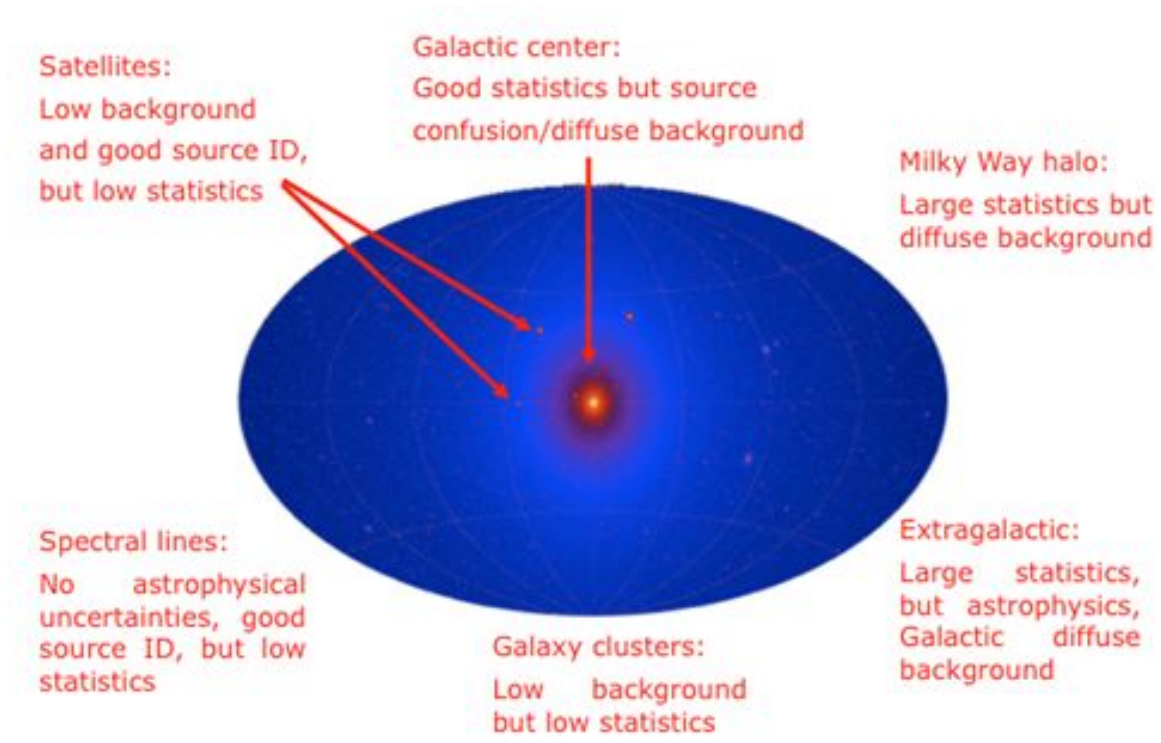 Satellites:
Low background
and good source ID,
but low statistics
Galactic center:
Good statistics but source
confusion/diffuse background
Milky Way halo:
Large statistics but
diffuse background
Spectral lines:
No astrophysical
uncertainties, good
source ID, but low
statistics
Galaxy clusters:
Low background
but low statistics
Extragalactic:
Large statistics,
but astrophysics,
Galactic diffuse
background